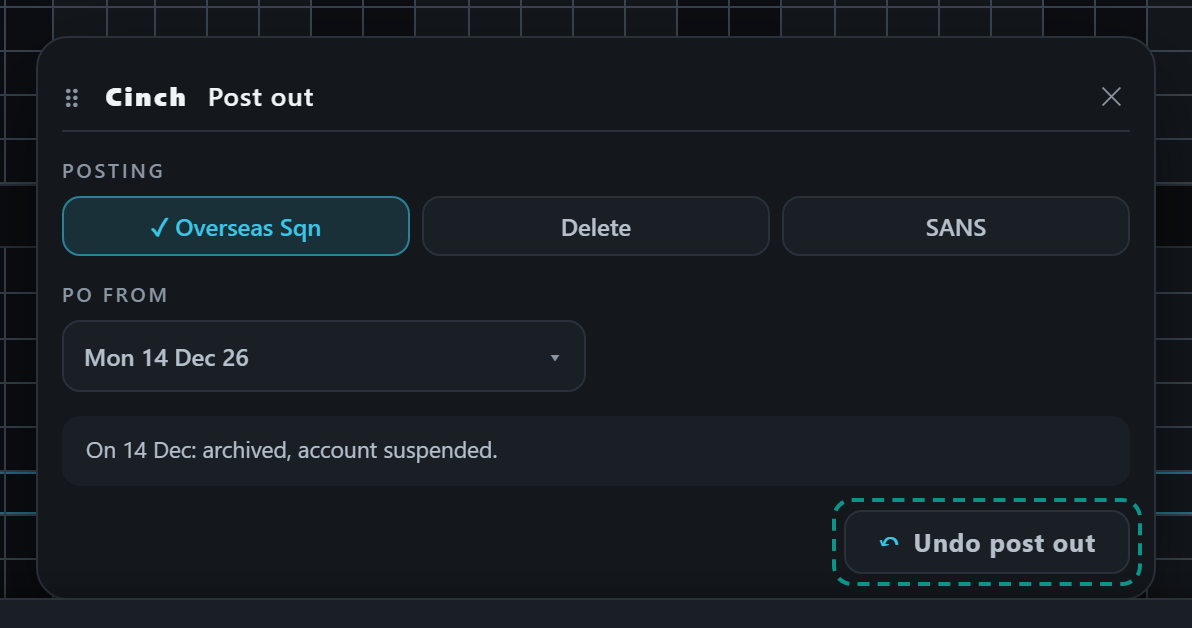 Cinch Post out
POSTING
✓ Overseas Sqn
Delete
SANS
PO FROM
Mon 14 Dec 26
On 14 Dec: archived, account suspended.
Undo post out